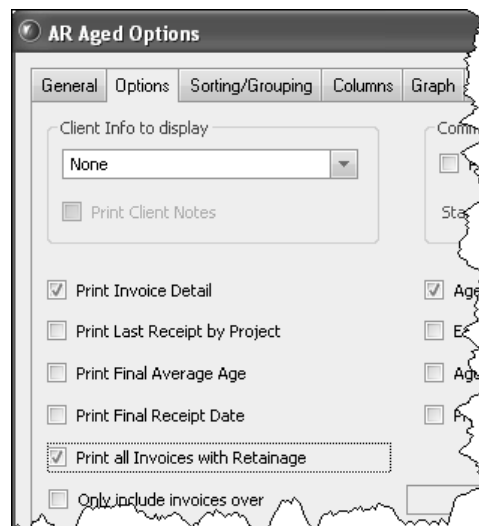 AR Aged Options
General Options Sorting/Grouping Columns Graph
Client Info to display
None
Print Client Notes
Print Invoice Detail
Print Last Receipt by Project
Print Final Average Age
Print Final Receipt Date
Print all Invoices with Retainage
Only include invoices over